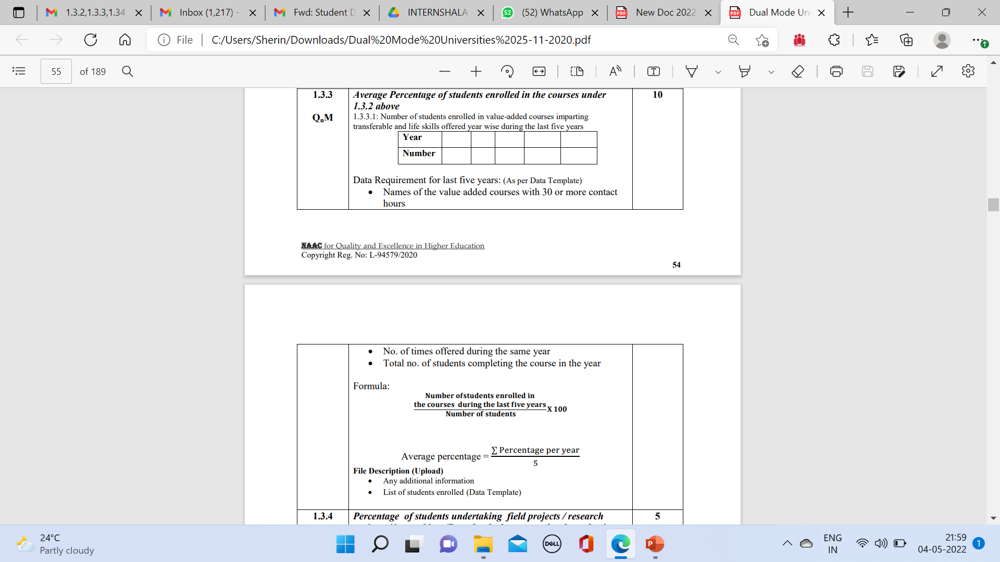 1.3.2,1.3.3,1.34
Inbox (1,217) -
Fwd: Student D
INTERNSHALA
52 (52) WhatsApp
PDF New Doc 2022
PDF Dual Mode Uni
File C:/Users/Sherin/Downloads/Dual%20Mode%20Universities%2025-11-2020.pdf
55 of 189
1.3.3 Average Percentage of students enrolled in the courses under 10
1.3.2 above
QnM 1.3.3.1: Number of students enrolled in value-added courses imparting
transferable and life skills offered year wise during the last five years
Year
Number
Data Requirement for last five years: (As per Data Template)
• Names of the value added courses with 30 or more contact
hours
NAAC for Quality and Excellence in Higher Education
Copyright Reg. No: L-94579/2020
54
• No. of times offered during the same year
• Total no. of students completing the course in the year
Formula:
Number ofstudents enrolled in
the courses during the last five years
X 100
Number of students
∑ Percentage per year
Average percentage =
5
File Description (Upload)
• Any additional information
• List of students enrolled (Data Template)
1.3.4 Percentage of students undertaking field projects / research 5
24°C
Partly cloudy
DELL
P
ENG
IN
21:59
04-05-2022
1